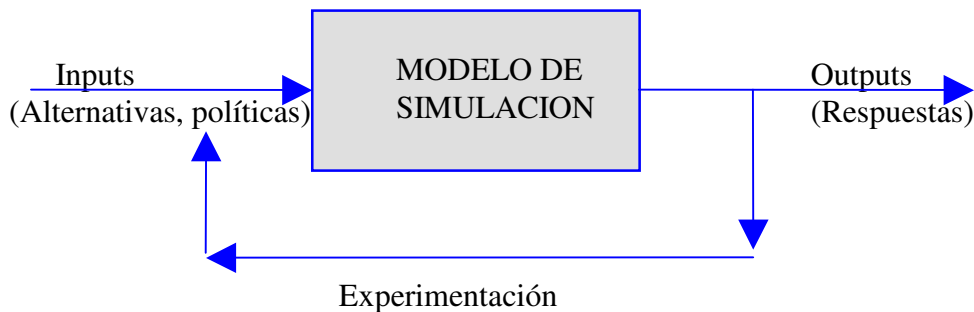 Inputs
(Alternativas, políticas)
MODELO DE
SIMULACION
Outputs
(Respuestas)
Experimentación